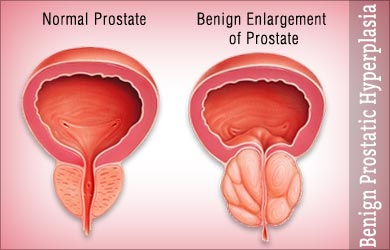 Normal Prostate
Benign Enlargement
of Prostate
Benign Prostatic Hyperplasia